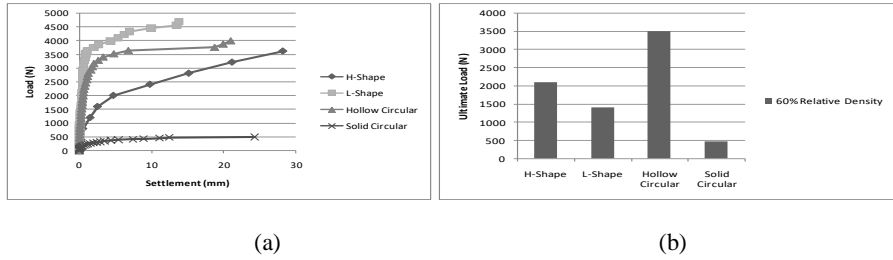 5000
4500
4000
3500
3000
2500
2000
1500
1000
500
0
Load (N)
0 10 20 30
Settlement (mm)
H-Shape
L-Shape
Hollow Circular
Solid Circular
(a)
4000
3500
3000
2500
2000
1500
1000
500
0
Ultimate Load (N)
H-Shape L-Shape Hollow Circular Solid Circular
60% Relative Density
(b)